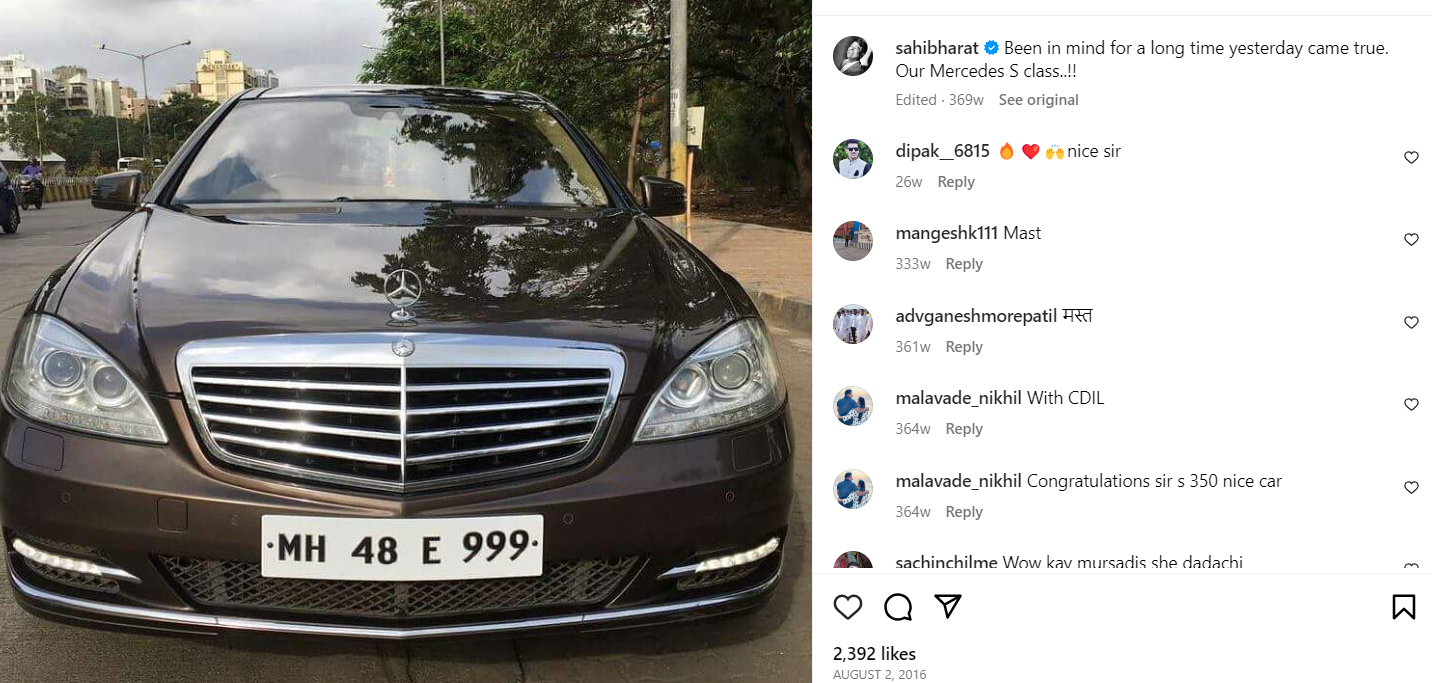 MH 48 E 999
sahibharat Been in mind for a long time yesterday came true.
Our Mercedes S class..!!
Edited · 369w See original
dipak__6815 🔥 ❤️ 🙌 nice sir
26w Reply
mangeshk111 Mast
333w Reply
advganeshmorepatil मस्त
361w Reply
malavade_nikhil With CDIL
364w Reply
malavade_nikhil Congratulations sir s 350 nice car
364w Reply
sachinchilme Wow kay mursadis she dadachi
2,392 likes
AUGUST 2, 2016